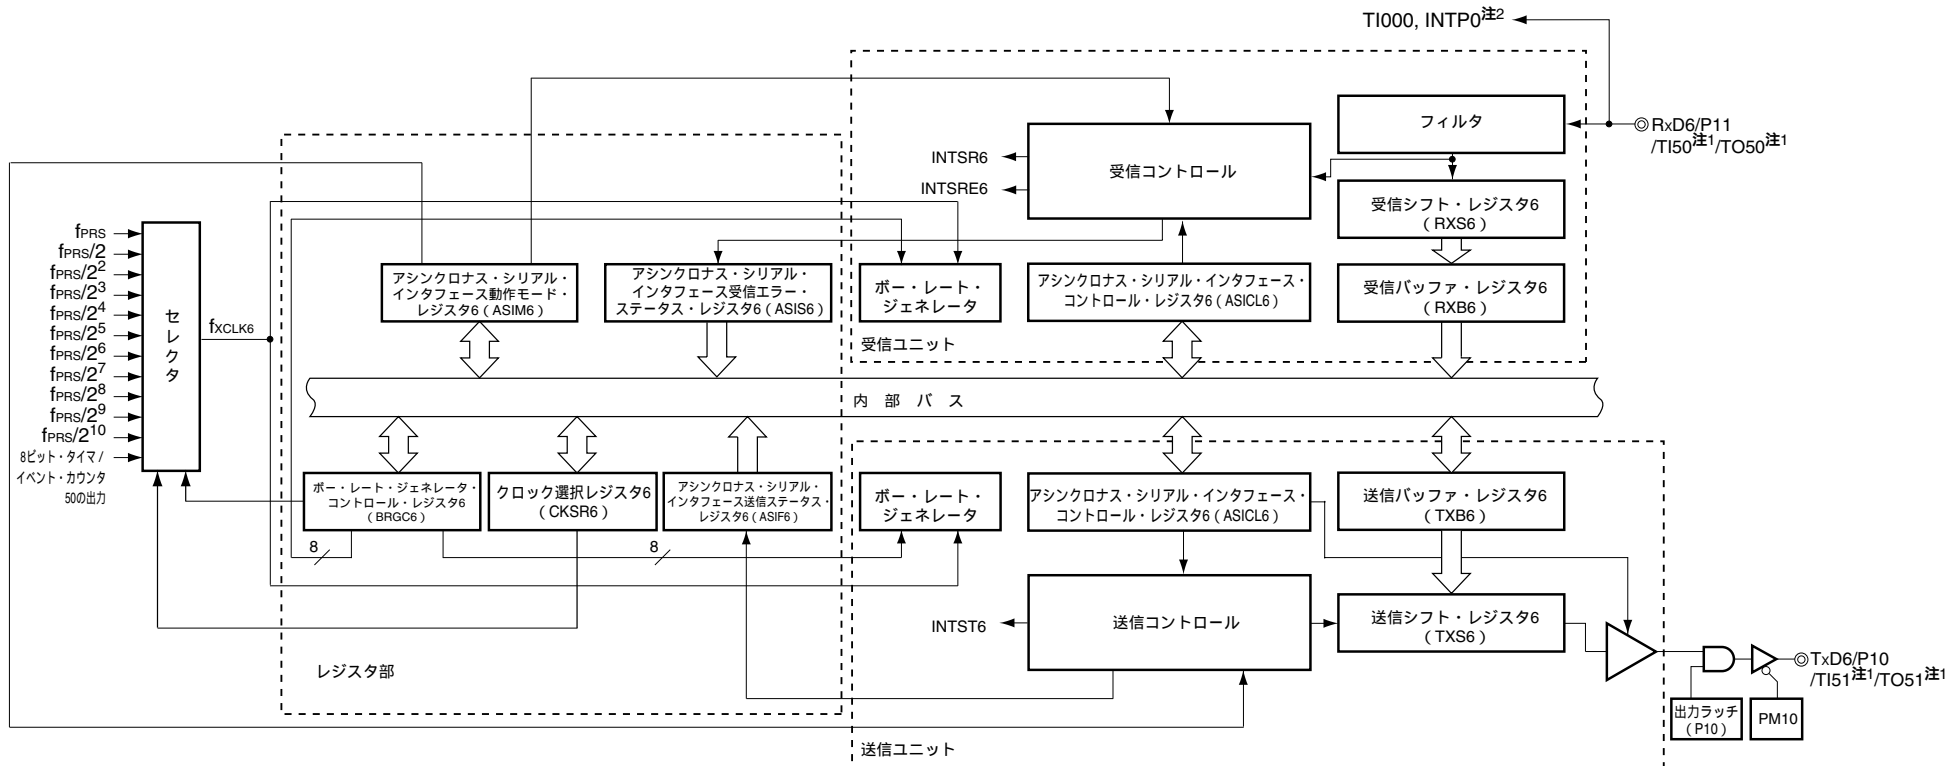 TI000, INTP0注2
フィルタ
RxD6/P11
/TI50注1/TO50注1
INTSR6
INTSRE6
受信コントロール
受信シフト・レジスタ6
（RXS6）
fPRS
fPRS/2
fPRS/2^2
fPRS/2^3
fPRS/2^4
fPRS/2^5
fPRS/2^6
fPRS/2^7
fPRS/2^8
fPRS/2^9
fPRS/2^10
8ビット・タイマ /
イベント・カウンタ
50の出力
セレクタ
fXCLK6
アシンクロナス・シリアル・
インタフェース動作モード・
レジスタ6（ASIM6）
アシンクロナス・シリアル・
インタフェース受信エラー・
ステータス・レジスタ6（ASIS6）
ボー・レート・
ジェネレータ
アシンクロナス・シリアル・インタフェース・
コントロール・レジスタ6（ASICL6）
受信バッファ・レジスタ6
（RXB6）
受信ユニット
内 部 バ ス
ボー・レート・ジェネレータ・
コントロール・レジスタ6
（BRGC6）
クロック選択レジスタ6
（CKSR6）
アシンクロナス・シリアル・
インタフェース送信ステータス・
レジスタ6（ASIF6）
ボー・レート・
ジェネレータ
アシンクロナス・シリアル・インタフェース・
コントロール・レジスタ6（ASICL6）
送信バッファ・レジスタ6
（TXB6）
8
8
INTST6
送信コントロール
送信シフト・レジスタ6
（TXS6）
レジスタ部
TxD6/P10
/TI51注1/TO51注1
出力ラッチ
（P10）
PM10
送信ユニット